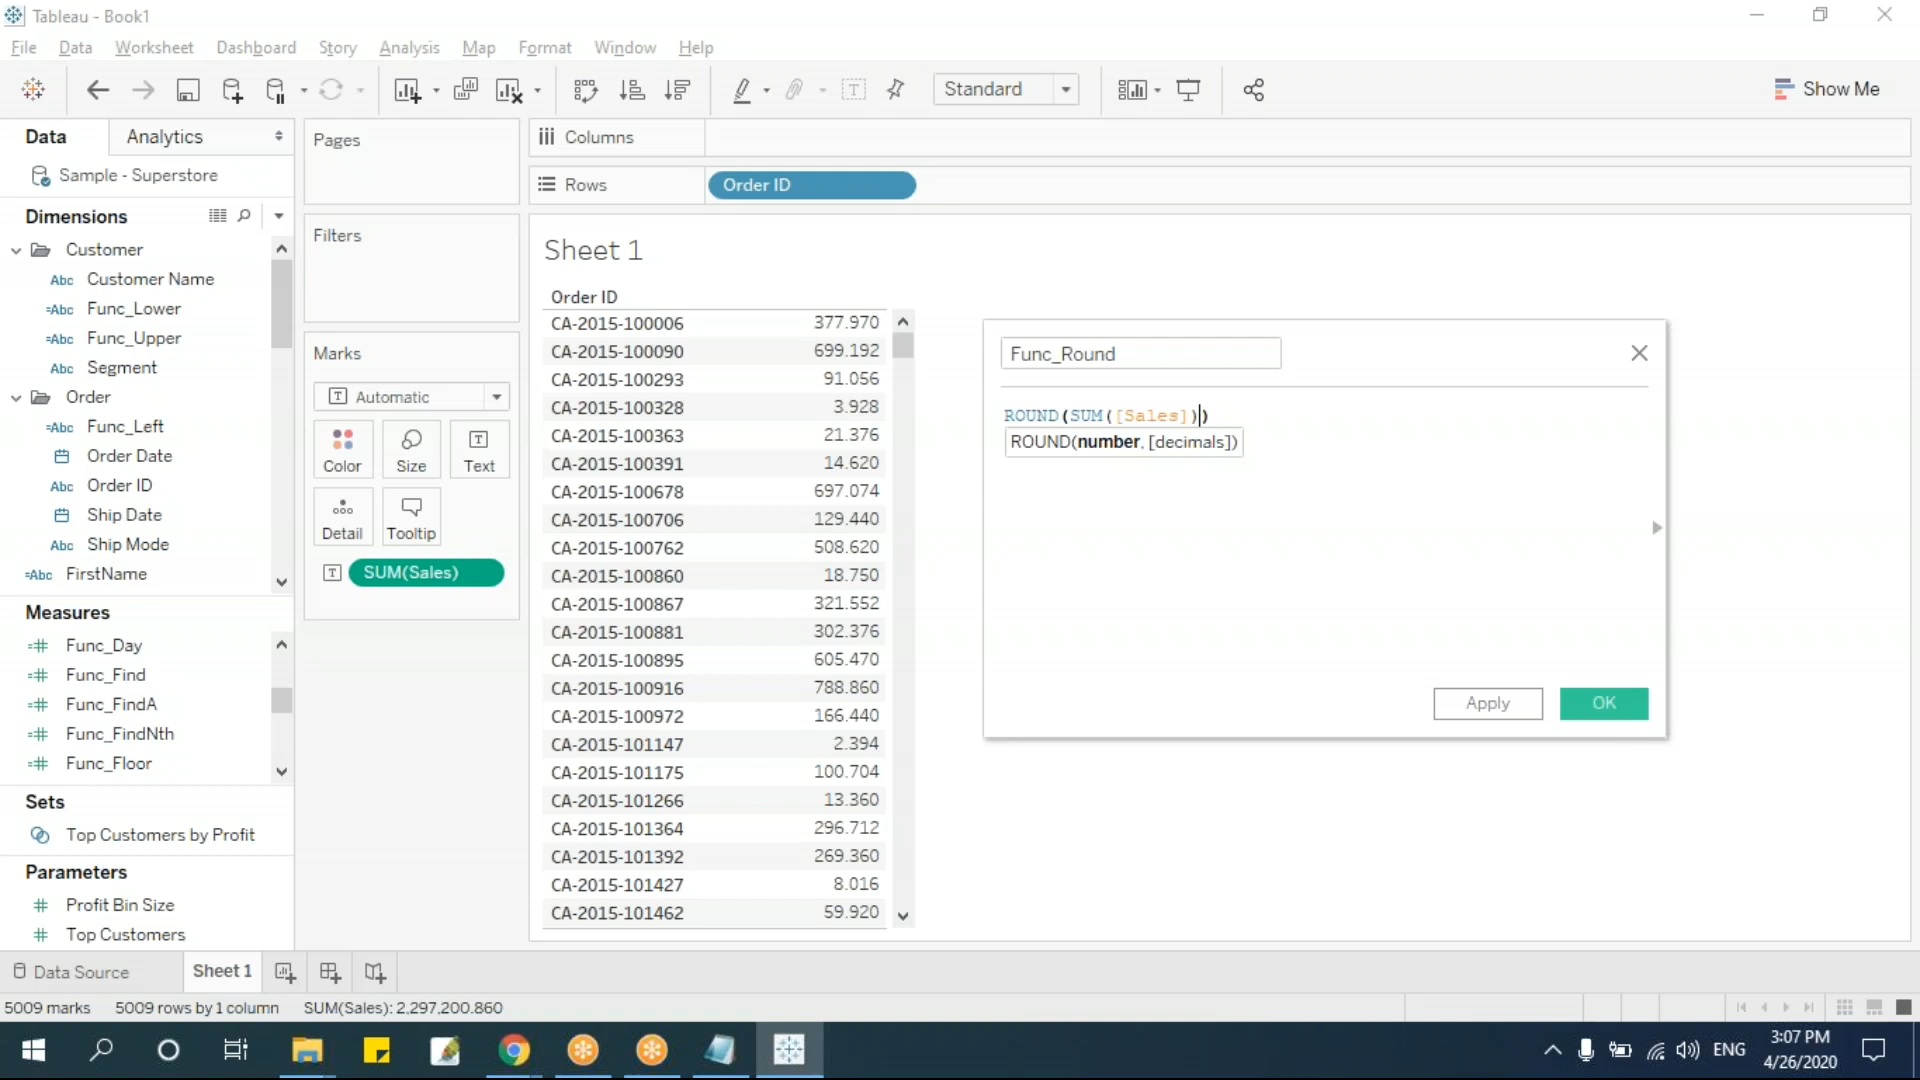 Tableau - Book1
File Data Worksheet Dashboard Story Analysis Map Format Window Help
Standard
Show Me
Data Analytics
Sample - Superstore
Dimensions
Customer
Abc Customer Name
=Abc Func_Lower
=Abc Func_Upper
Abc Segment
Order
=Abc Func_Left
Order Date
Abc Order ID
Ship Date
Abc Ship Mode
=Abc FirstName
Measures
=# Func_Day
=# Func_Find
=# Func_FindA
=# Func_FindNth
=# Func_Floor
Sets
Top Customers by Profit
Parameters
# Profit Bin Size
# Top Customers
Pages
Filters
Marks
T Automatic
Color Size T Text
Detail Tooltip
T SUM(Sales)
Columns
Rows Order ID
Sheet 1
Order ID
CA-2015-100006 377.970
CA-2015-100090 699.192
CA-2015-100293 91.056
CA-2015-100328 3.928
CA-2015-100363 21.376
CA-2015-100391 14.620
CA-2015-100678 697.074
CA-2015-100706 129.440
CA-2015-100762 508.620
CA-2015-100860 18.750
CA-2015-100867 321.552
CA-2015-100881 302.376
CA-2015-100895 605.470
CA-2015-100916 788.860
CA-2015-100972 166.440
CA-2015-101147 2.394
CA-2015-101175 100.704
CA-2015-101266 13.360
CA-2015-101364 296.712
CA-2015-101392 269.360
CA-2015-101427 8.016
CA-2015-101462 59.920
Func_Round
ROUND(SUM([Sales]))
ROUND(number, [decimals])
Apply OK
Data Source Sheet 1
5009 marks 5009 rows by 1 column SUM(Sales): 2,297,200.860
ENG
3:07 PM
4/26/2020